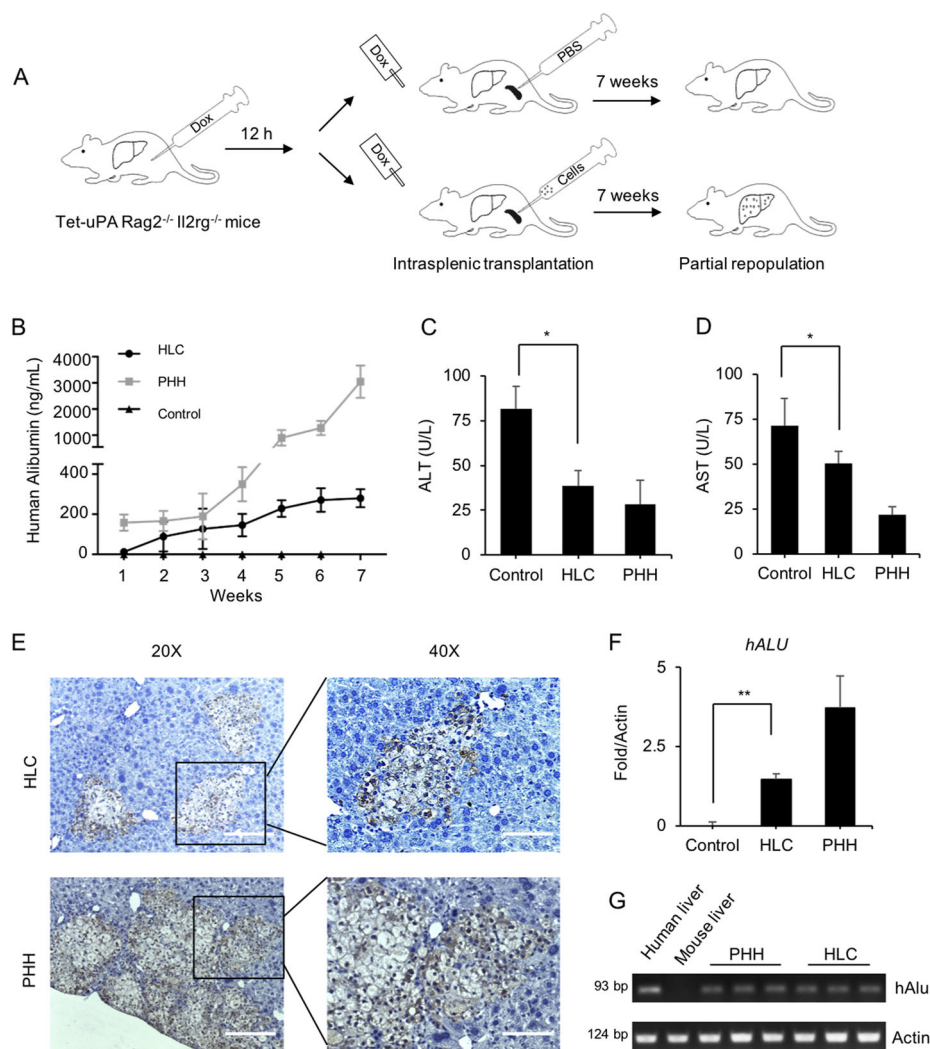 A
Dox
12 h
Dox
PBS
7 weeks
Dox
Cells
7 weeks
Tet-uPA Rag2-/- Il2rg-/- mice
Intrasplenic transplantation
Partial repopulation
B
Human Alibumin (ng/mL)
4000
3000
2000
1000
400
200
0
HLC
PHH
Control
1 2 3 4 5 6 7
Weeks
C
ALT (U/L)
100
75
50
25
0
*
Control HLC PHH
D
AST (U/L)
100
75
50
25
0
*
Control HLC PHH
E
20X 40X
HLC
PHH
F
hALU
Fold/Actin
5
2.5
0
**
Control HLC PHH
G
Human liver
Mouse liver
PHH HLC
93 bp hAlu
124 bp Actin